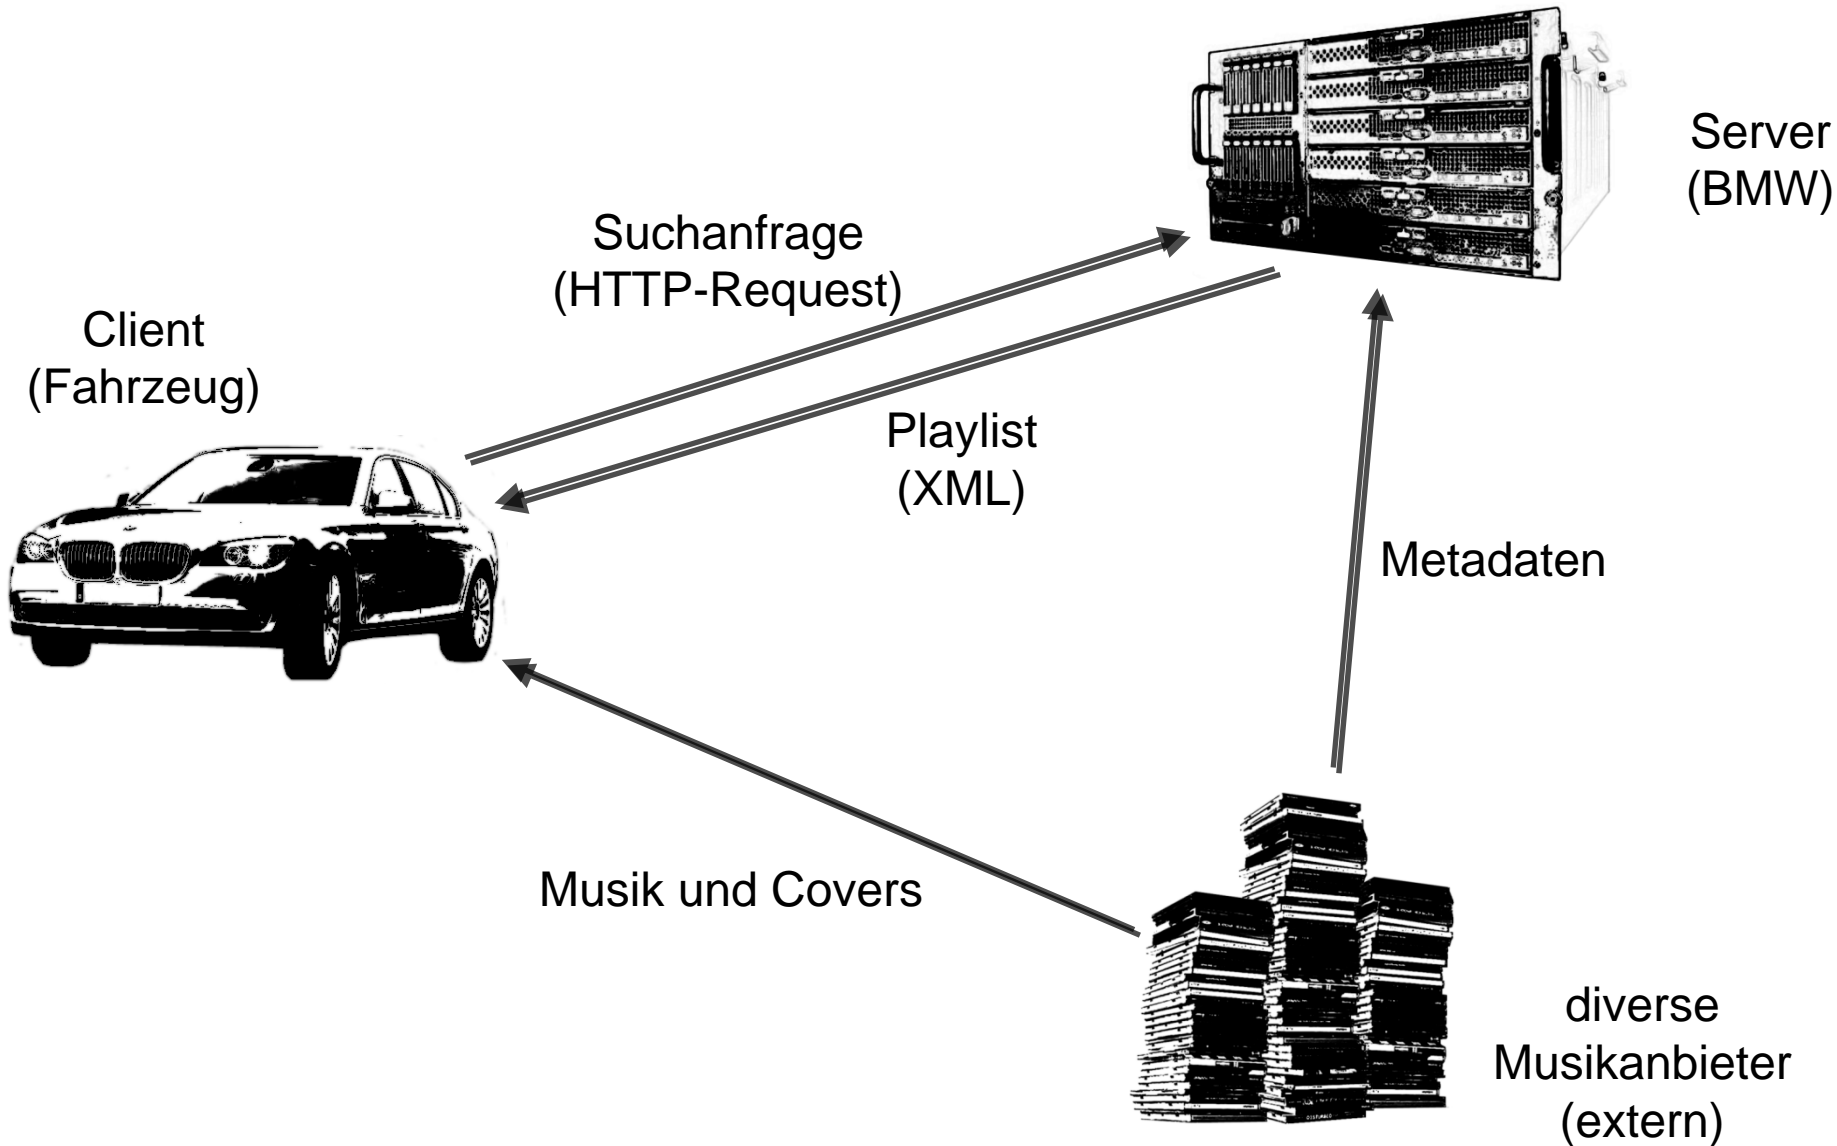 Server
(BMW)
Suchanfrage
(HTTP-Request)
Client
(Fahrzeug)
Playlist
(XML)
Metadaten
Musik und Covers
diverse
Musikanbieter
(extern)